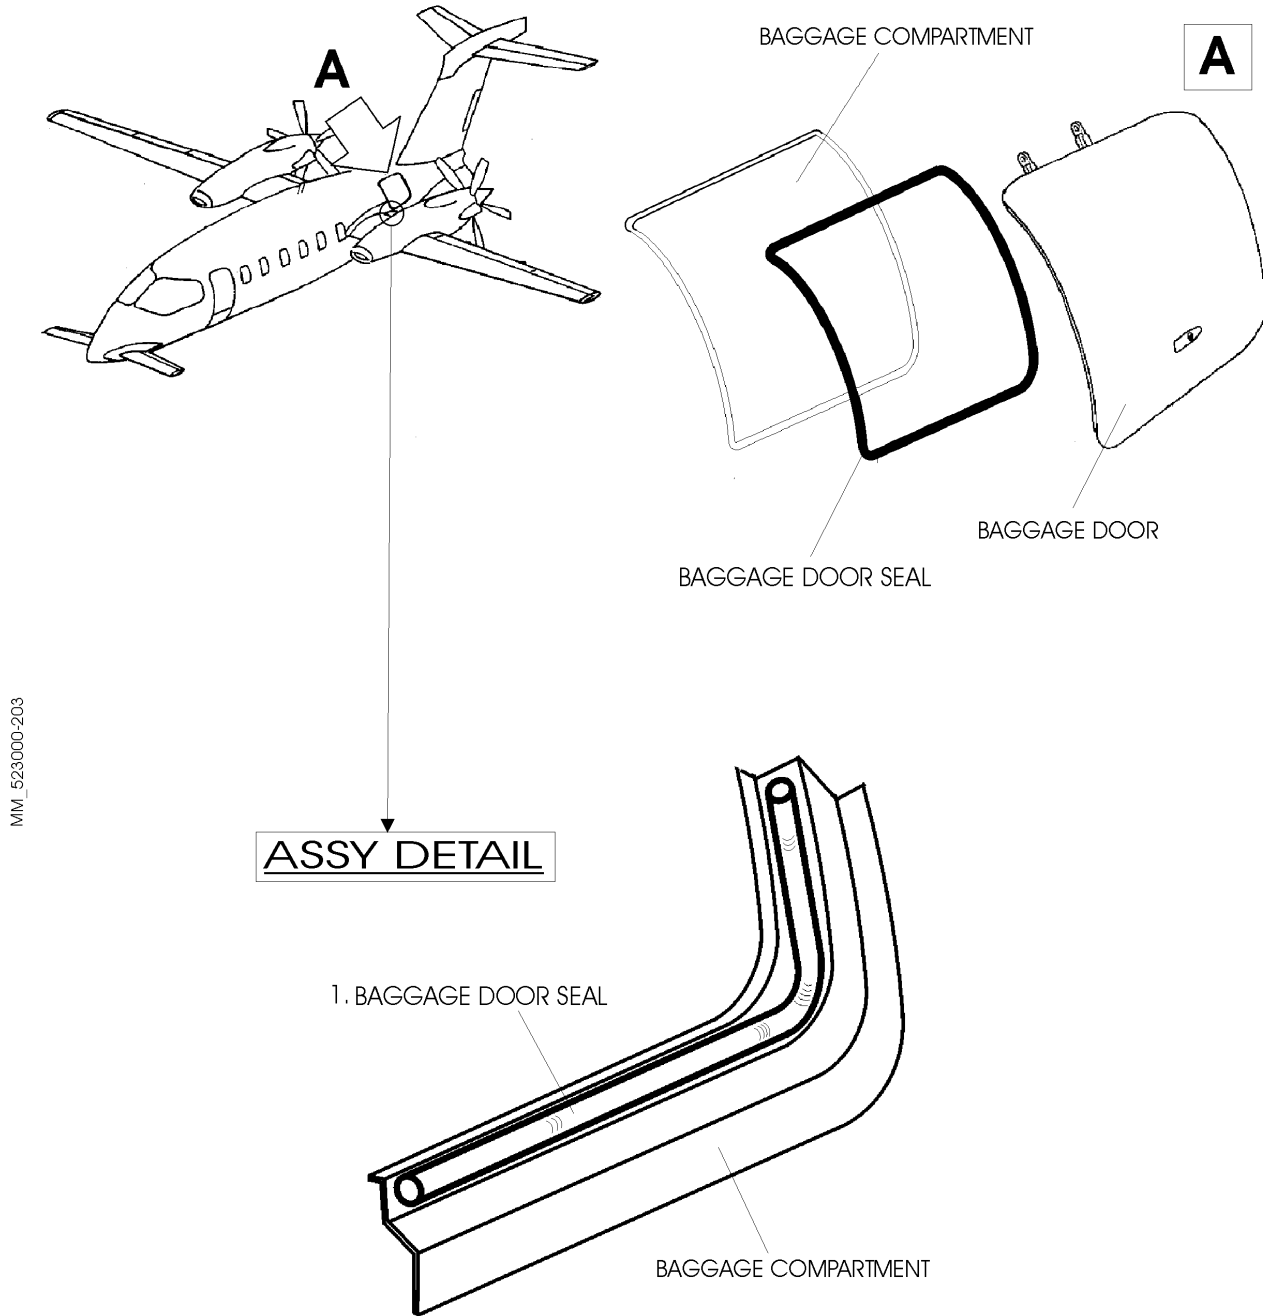 BAGGAGE COMPARTMENT
A
A
BAGGAGE DOOR
BAGGAGE DOOR SEAL
MM_523000-203
ASSY DETAIL
1. BAGGAGE DOOR SEAL
BAGGAGE COMPARTMENT